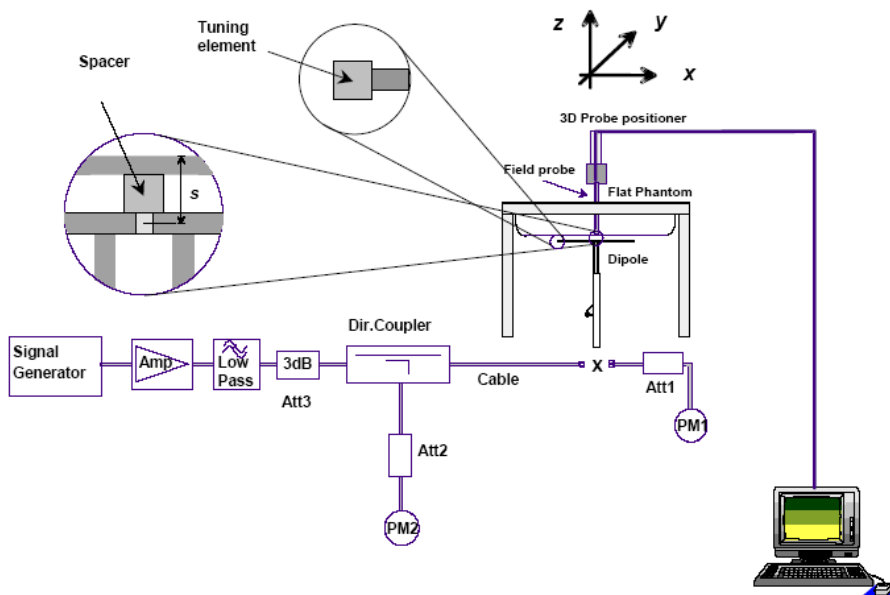 Tuning
element
Spacer
s
z
y
x
3D Probe positioner
Field probe
Flat Phantom
Dipole
Dir.Coupler
Signal
Generator
Amp
Low
Pass
3dB
Att3
Cable
X
Att1
PM1
Att2
PM2